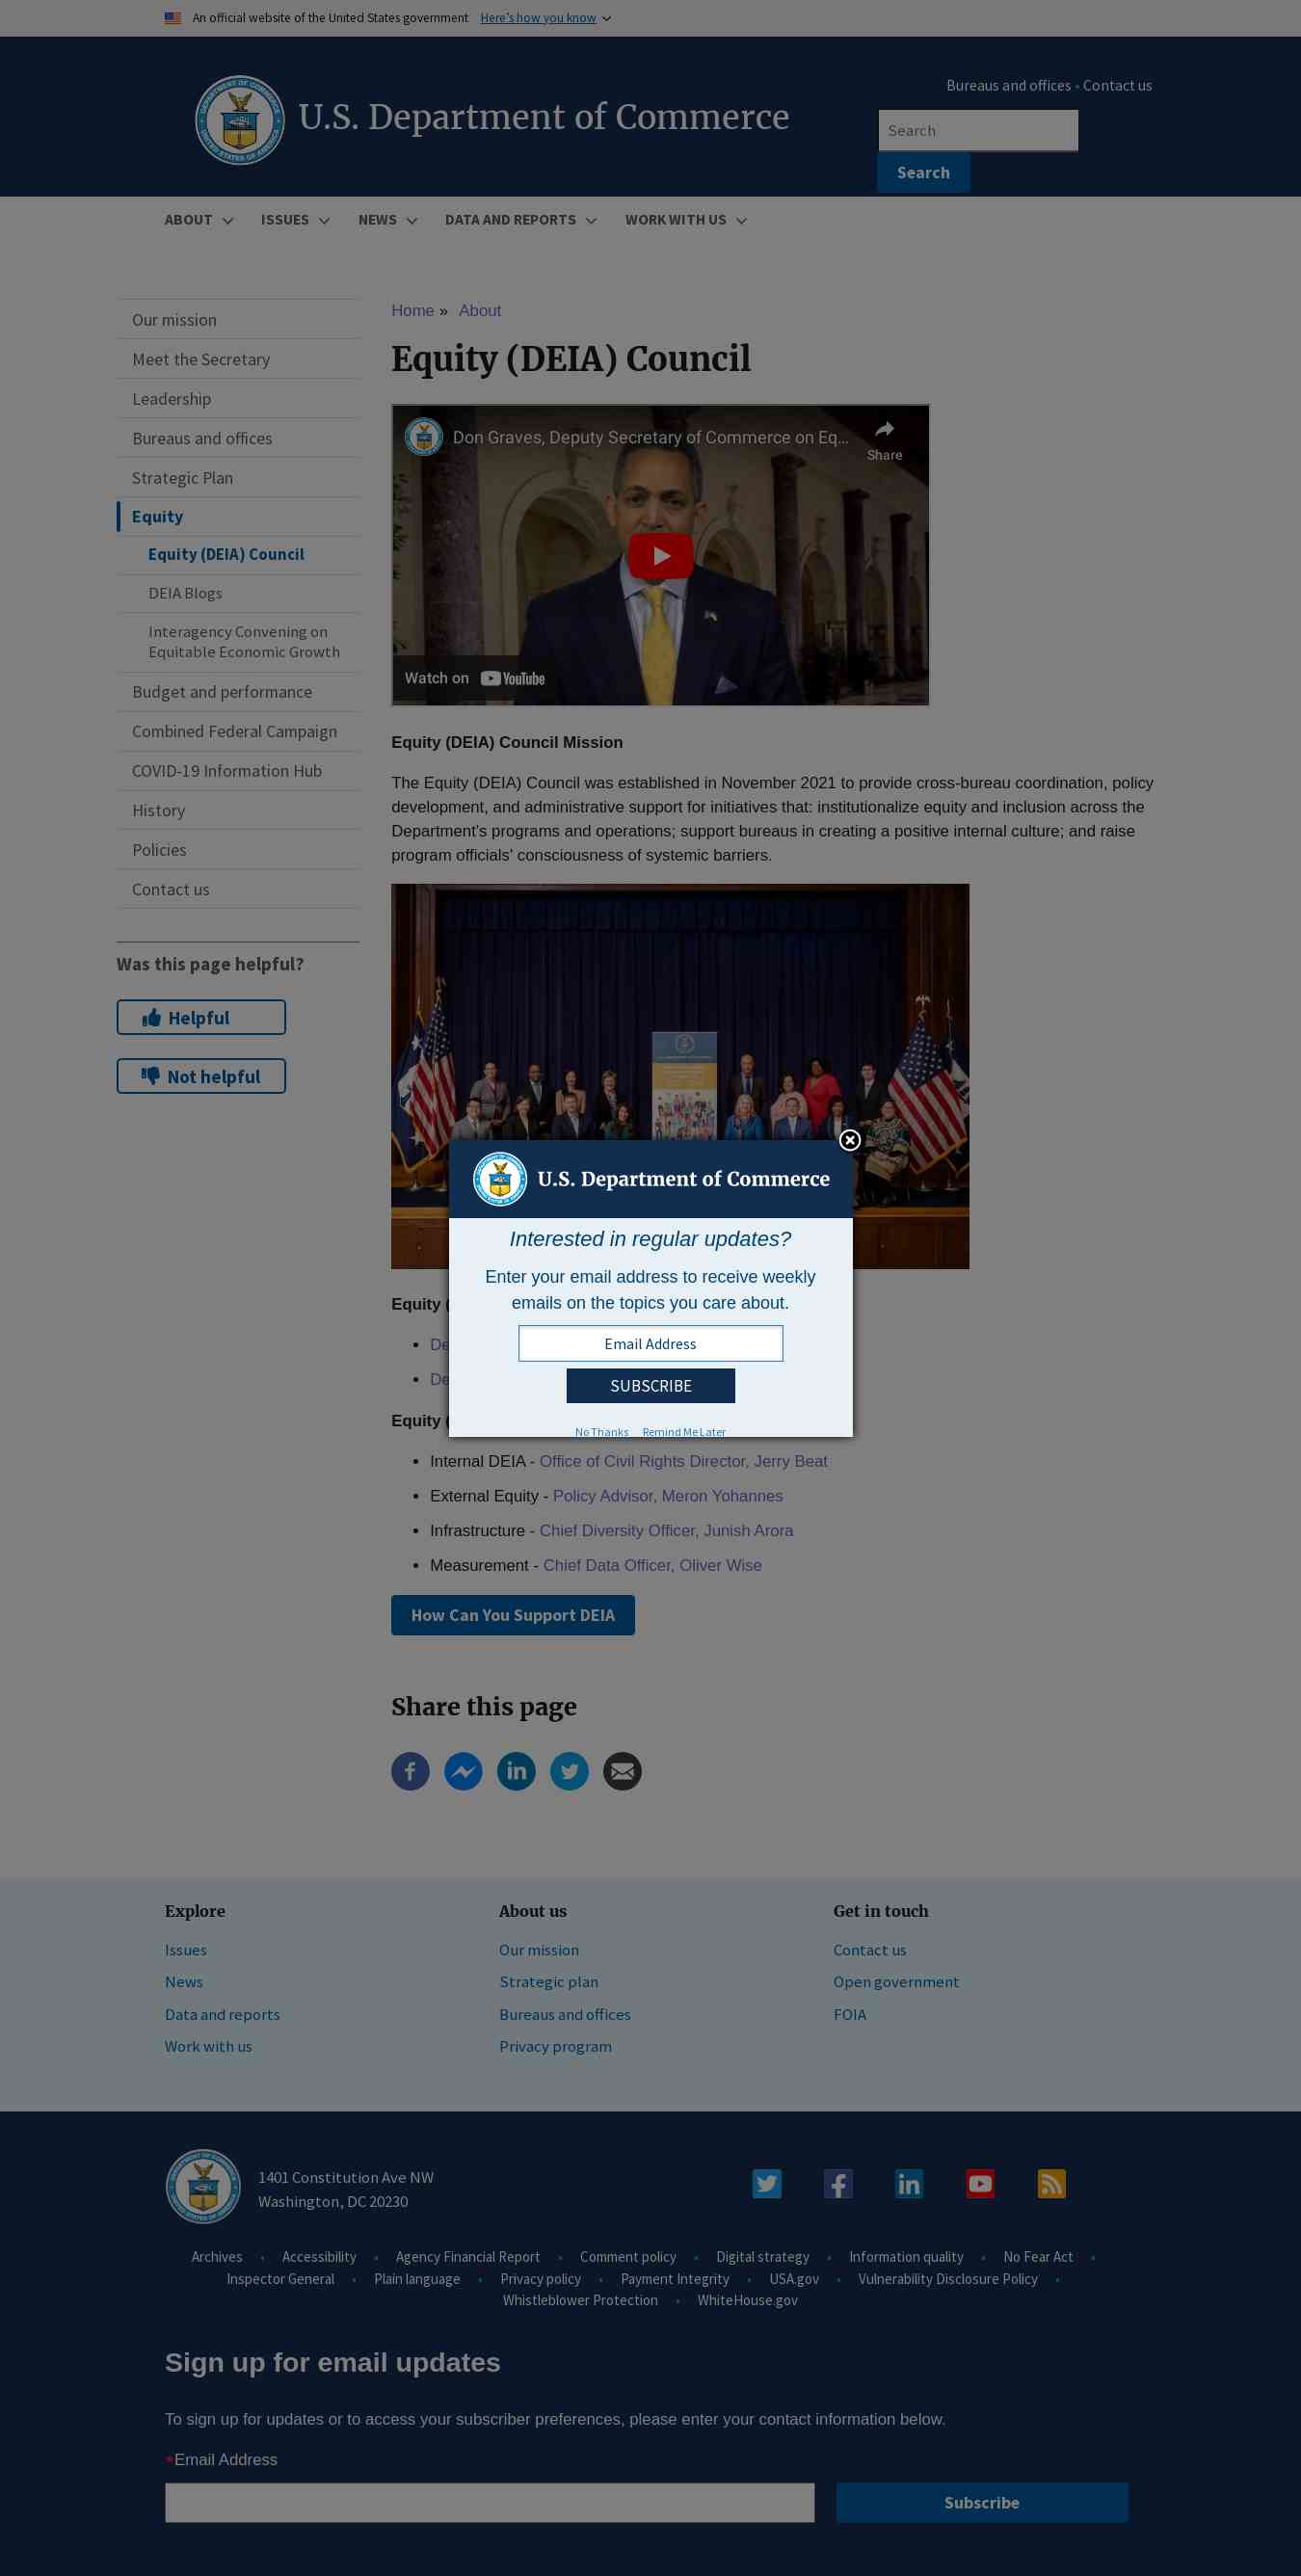 An official website of the United States government Here's how you know
Bureaus and offices • Contact us
U.S. Department of Commerce
Search
Search
ABOUT ISSUES NEWS DATA AND REPORTS WORK WITH US
Our mission
Meet the Secretary
Leadership
Bureaus and offices
Strategic Plan
Equity
Equity (DEIA) Council
DEIA Blogs
Interagency Convening on
Equitable Economic Growth
Budget and performance
Combined Federal Campaign
COVID-19 Information Hub
History
Policies
Contact us
Was this page helpful?
Helpful
Not helpful
Home » About
Equity (DEIA) Council
Don Graves, Deputy Secretary of Commerce on Eq...
Share
Watch on YouTube
Equity (DEIA) Council Mission
The Equity (DEIA) Council was established in November 2021 to provide cross-bureau coordination, policy
development, and administrative support for initiatives that: institutionalize equity and inclusion across the
Department's programs and operations; support bureaus in creating a positive internal culture; and raise
program officials' consciousness of systemic barriers.
U.S. Department of Commerce
Interested in regular updates?
Enter your email address to receive weekly
emails on the topics you care about.
Email Address
SUBSCRIBE
No Thanks Remind Me Later
Equity (
De
De
Equity (
Internal DEIA - Office of Civil Rights Director, Jerry Beat
External Equity - Policy Advisor, Meron Yohannes
Infrastructure - Chief Diversity Officer, Junish Arora
Measurement - Chief Data Officer, Oliver Wise
How Can You Support DEIA
Share this page
Explore
Issues
News
Data and reports
Work with us
About us
Our mission
Strategic plan
Bureaus and offices
Privacy program
Get in touch
Contact us
Open government
FOIA
1401 Constitution Ave NW
Washington, DC 20230
Archives • Accessibility • Agency Financial Report • Comment policy • Digital strategy • Information quality • No Fear Act •
Inspector General • Plain language • Privacy policy • Payment Integrity • USA.gov • Vulnerability Disclosure Policy •
Whistleblower Protection • WhiteHouse.gov
Sign up for email updates
To sign up for updates or to access your subscriber preferences, please enter your contact information below.
*Email Address
Subscribe